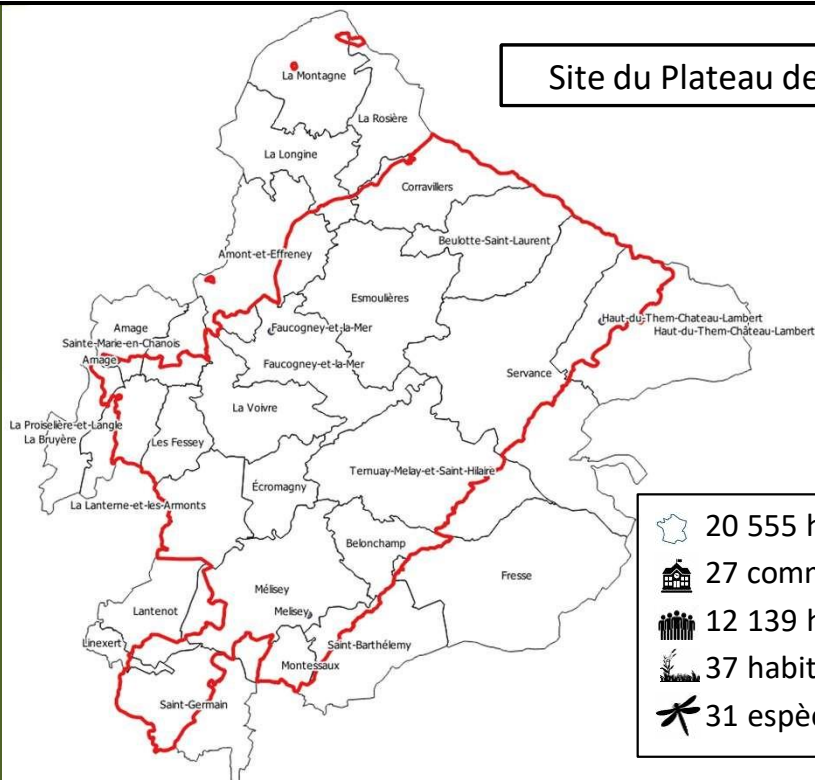 Site du Plateau de
La Montagne
La Rosière
La Longine
Corravillers
Beulotte-Saint-Laurent
Amont-et-Effreney
Esmoulières
Haut-du-Them-Chateau-Lambert
Haut-du-Them-Château-Lambert
Amage
Faucogney-et-la-Mer
Sainte-Marie-en-Chanois
Amage
Faucogney-et-la-Mer
Servance
La Voivre
La Proiselière-et-Langle
La Bruyère
Les Fessey
Ternuay-Melay-et-Saint-Hilaire
Écromagny
La Lanterne-et-les-Armonts
Belonchamp
Fresse
Mélisey
Lantenot
Melisey
Linexert
Saint-Barthélemy
Montessaux
Saint-Germain
20 555 h
27 comm
12 139 h
37 habit
31 espè